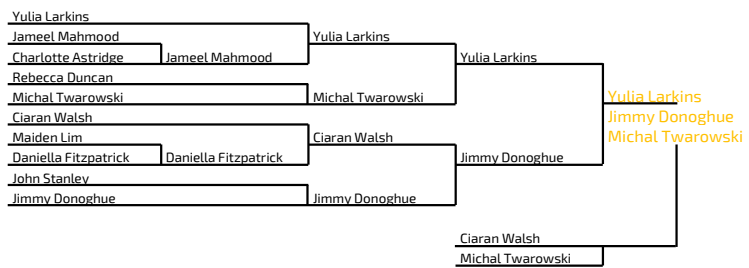 Yulia Larkins
Jameel Mahmood
Yulia Larkins
Charlotte Astridge
Jameel Mahmood
Yulia Larkins
Rebecca Duncan
Michal Twarowski
Michal Twarowski
Yulia Larkins
Ciaran Walsh
Jimmy Donoghue
Maiden Lim
Ciaran Walsh
Michal Twarowski
Daniella Fitzpatrick
Daniella Fitzpatrick
Jimmy Donoghue
John Stanley
Jimmy Donoghue
Jimmy Donoghue
Ciaran Walsh
Michal Twarowski